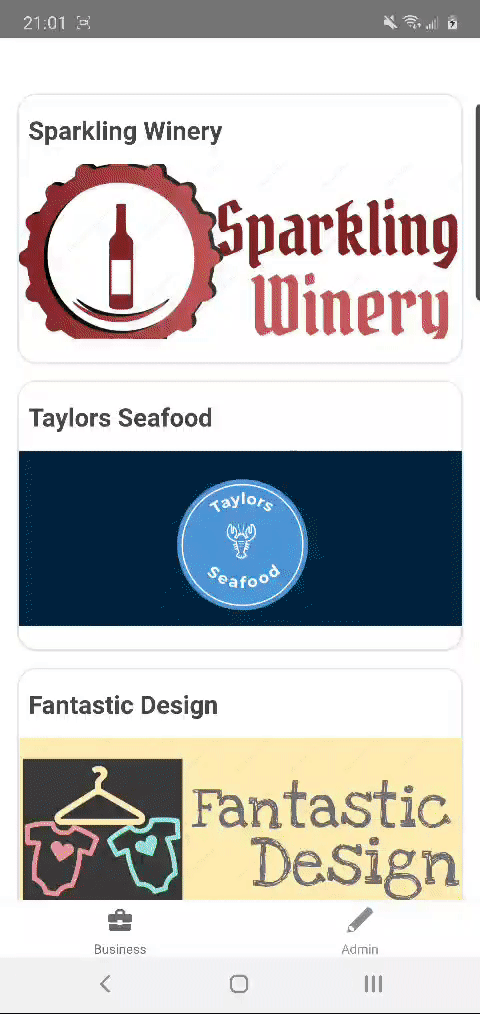 21:01
Sparkling Winery
Sparkling
Winery
Taylors Seafood
Taylors
Seafood
Fantastic Design
Fantastic
Design
Business
Admin